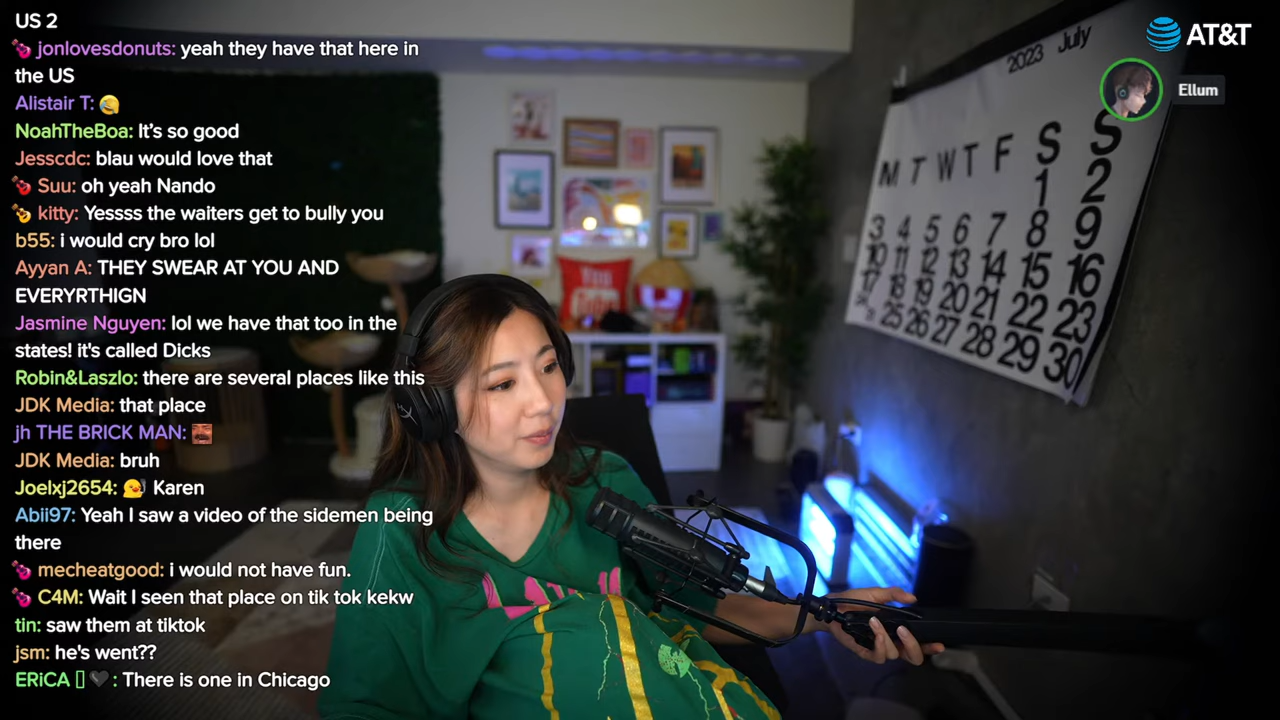 US 2
jonlovesdonuts: yeah they have that here in
the US
Alistair T:
NoahTheBoa: It's so good
Jesscdc: blau would love that
Suu: oh yeah Nando
kitty: Yessss the waiters get to bully you
b55: i would cry bro lol
Ayyan A: THEY SWEAR AT YOU AND
EVERYRTHIGN
Jasmine Nguyen: lol we have that too in the
states! it's called Dicks
Robin&Laszlo: there are several places like this
JDK Media: that place
jh THE BRICK MAN:
JDK Media: bruh
Joelxj2654: Karen
Abii97: Yeah I saw a video of the sidemen being
there
mecheatgood: i would not have fun.
C4M: Wait I seen that place on tik tok kekw
tin: saw them at tiktok
jsm: he's went??
ERiCA 🖤: There is one in Chicago
AT&T
Ellum
2023 July
M T W T F S S
1 2
3 4 5 6 7 8 9
10 11 12 13 14 15 16
17 18 19 20 21 22 23
25 26 27 28 29 30
You